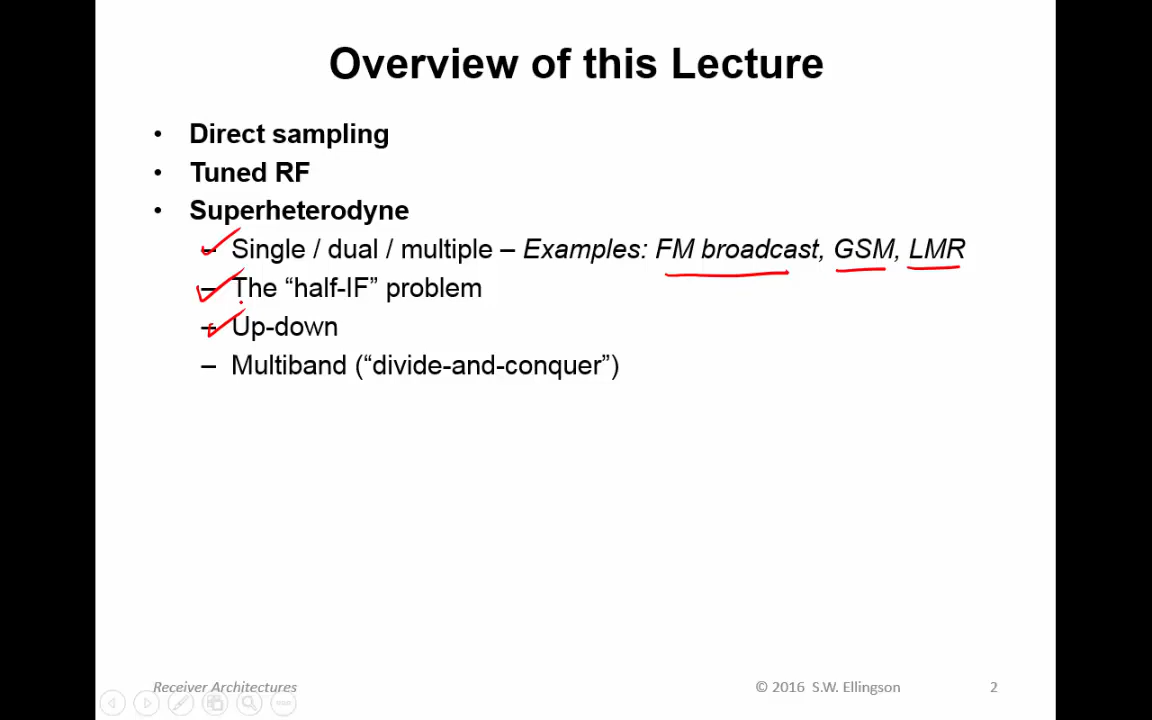 Overview of this Lecture
• Direct sampling
• Tuned RF
• Superheterodyne
– Single / dual / multiple – Examples: FM broadcast, GSM, LMR
– The “half-IF” problem
– Up-down
– Multiband (“divide-and-conquer”)
Receiver Architectures © 2016 S.W. Ellingson 2